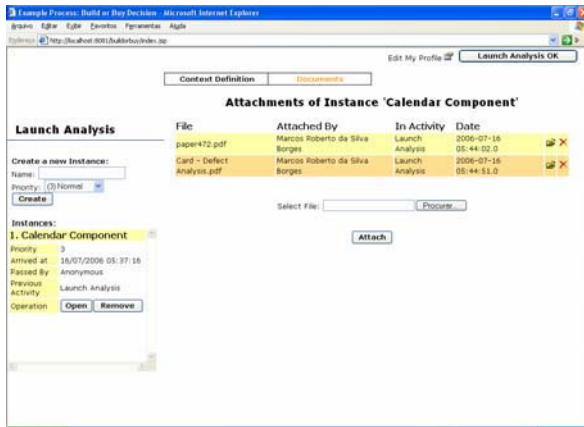 Example Process: Build or Buy Decision - Microsoft Internet Explorer
Arquivo Editar Exibir Favoritos Ferramentas Ajuda
Endereço http://localhost:8081/buildorbuy/index.jsp
Edit My Profile Launch Analysis OK
Context Definition Documents
Attachments of Instance 'Calendar Component'
Launch Analysis
Create a new Instance:
Name:
Priority: (3) Normal
Create
Instances:
1. Calendar Component
Priority 3
Arrived at 16/07/2006 05:37:16
Passed By Anonymous
Previous
Activity Launch Analysis
Operation Open Remove
File Attached By In Activity Date
paper472.pdf Marcos Roberto da Silva
Borges Launch
Analysis 2006-07-16
05:44:02.0
Card - Defect
Analysis.pdf Marcos Roberto da Silva
Borges Launch
Analysis 2006-07-16
05:44:51.0
Select File: Procurar...
Attach